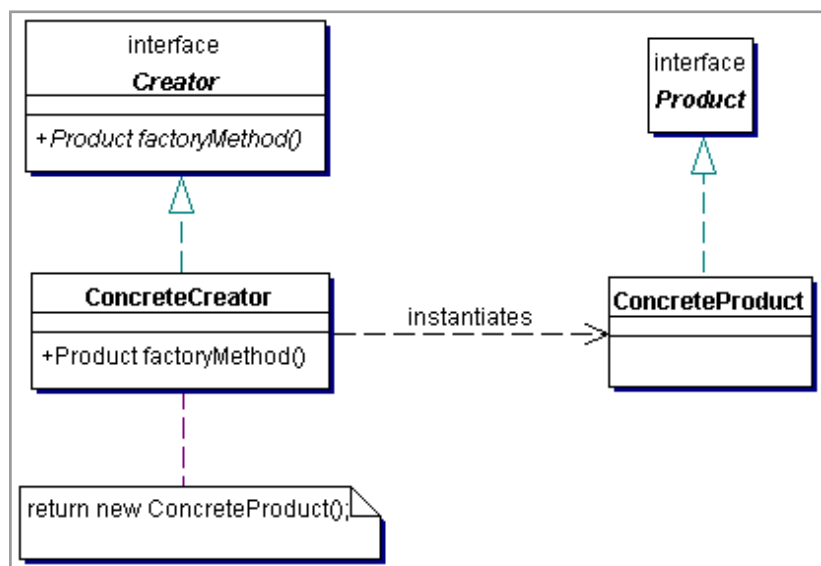 interface
Creator
+Product factoryMethod()
interface
Product
ConcreteCreator
+Product factoryMethod()
instantiates
ConcreteProduct
return new ConcreteProduct();